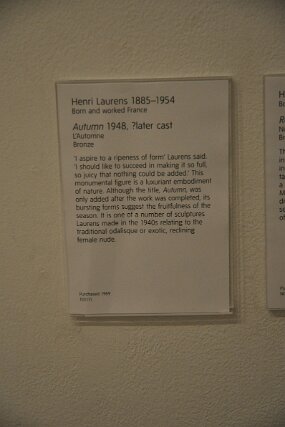 Henri Laurens 1885–1954
Born and worked France
Autumn 1948, ?later cast
L'Automne
Bronze
'I aspire to a ripeness of form' Laurens said.
'I should like to succeed in making it so full,
so juicy that nothing could be added.' This
monumental figure is a luxuriant embodiment
of nature. Although the title, Autumn, was
only added after the work was completed, its
bursting forms suggest the fruitfulness of the
season. It is one of a number of sculptures
Laurens made in the 1940s relating to the
traditional odalisque or exotic, reclining
female nude.
Purchased 1969